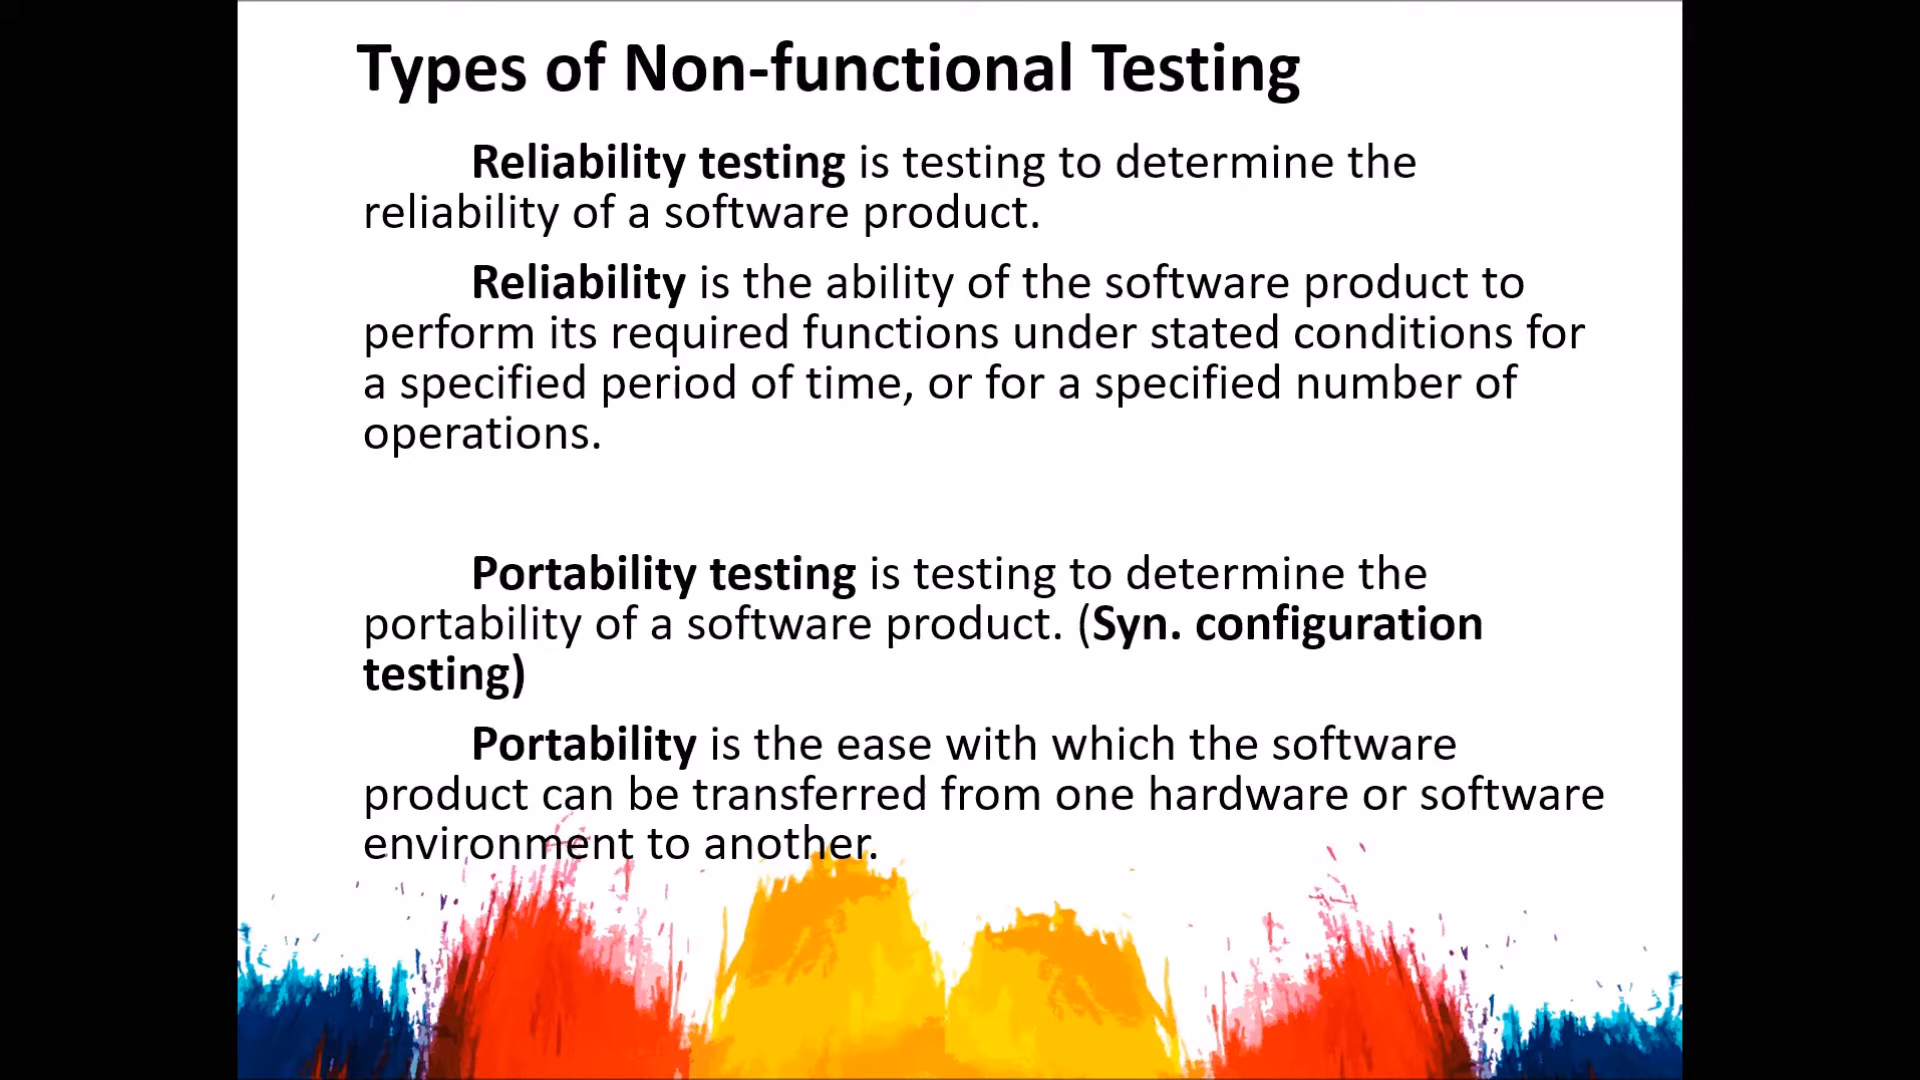 Types of Non-functional Testing
Reliability testing is testing to determine the
reliability of a software product.
Reliability is the ability of the software product to
perform its required functions under stated conditions for
a specified period of time, or for a specified number of
operations.
Portability testing is testing to determine the
portability of a software product. (Syn. configuration
testing)
Portability is the ease with which the software
product can be transferred from one hardware or software
environment to another.